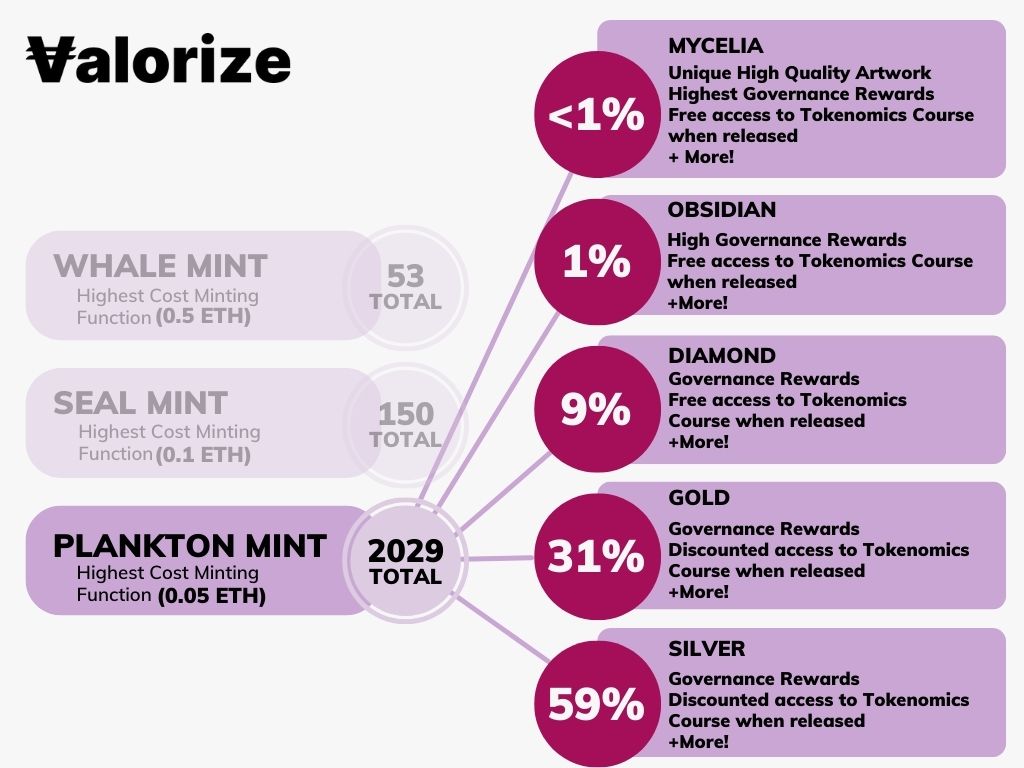 Valorize
WHALE MINT
Highest Cost Minting
Function (0.5 ETH)
53
TOTAL
SEAL MINT
Highest Cost Minting
Function (0.1 ETH)
150
TOTAL
PLANKTON MINT
Highest Cost Minting
Function (0.05 ETH)
2029
TOTAL
<1%
MYCELIA
Unique High Quality Artwork
Highest Governance Rewards
Free access to Tokenomics Course
when released
+ More!
1%
OBSIDIAN
High Governance Rewards
Free access to Tokenomics Course
when released
+More!
9%
DIAMOND
Governance Rewards
Free access to Tokenomics
Course when released
+More!
31%
GOLD
Governance Rewards
Discounted access to Tokenomics
Course when released
+More!
59%
SILVER
Governance Rewards
Discounted access to Tokenomics
Course when released
+More!